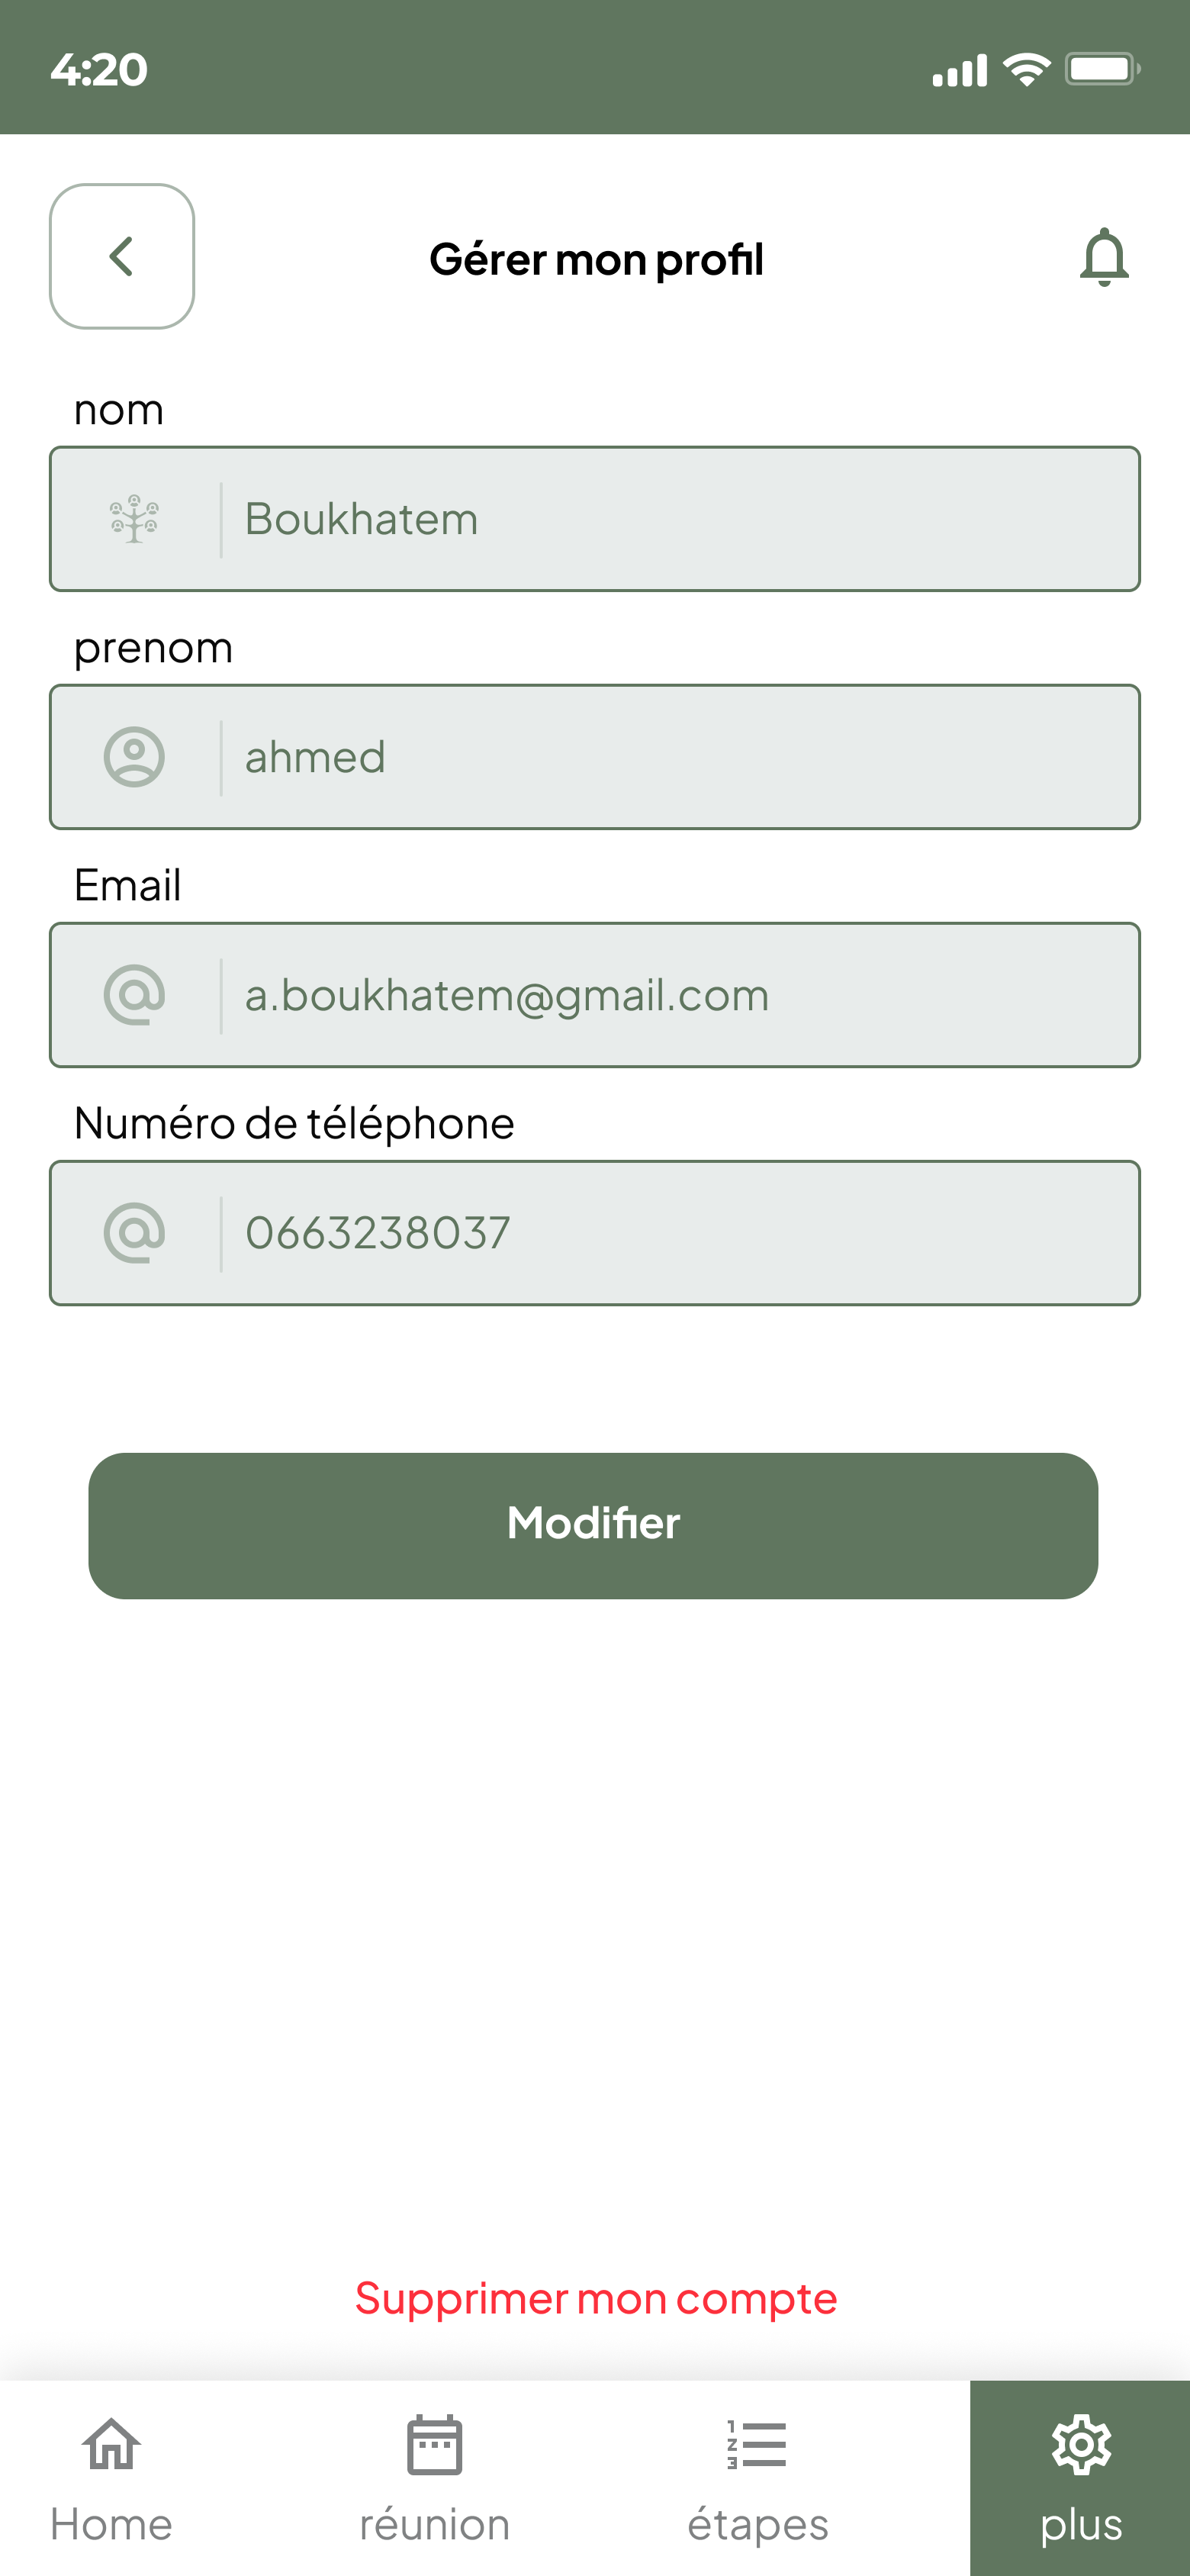 4:20
Gérer mon profil
nom
Boukhatem
prenom
ahmed
Email
a.boukhatem@gmail.com
Numéro de téléphone
0663238037
Modifier
Supprimer mon compte
Home
réunion
étapes
plus